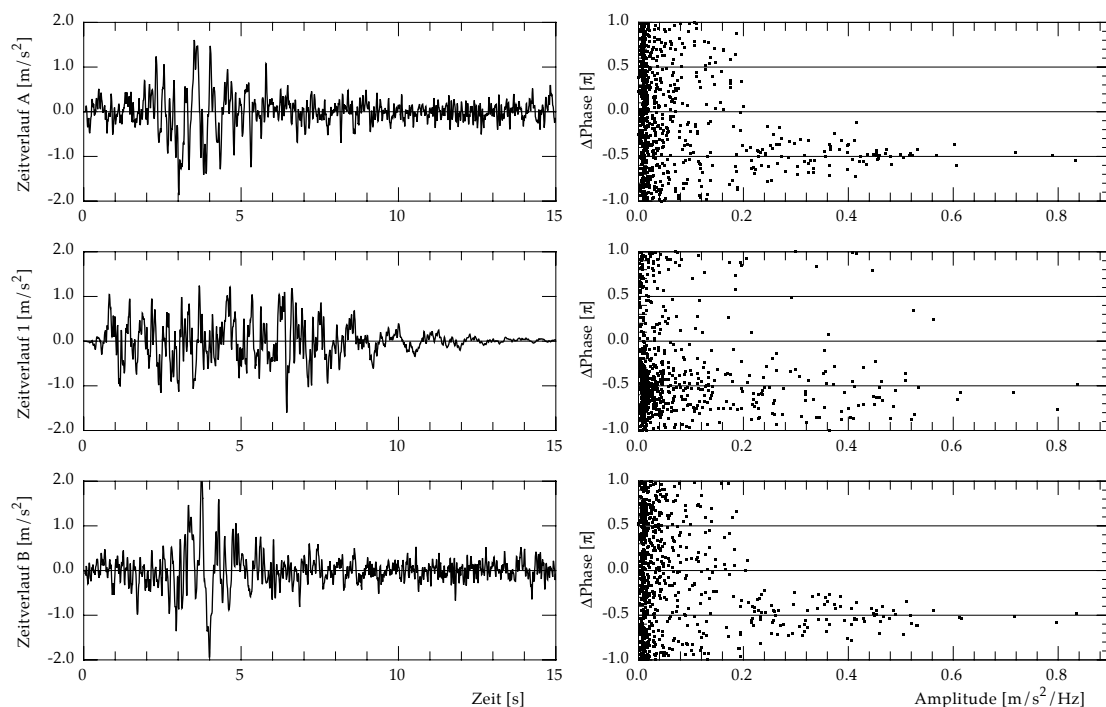 Zeitverlauf A [m/s²]
2.0
1.0
0.0
-1.0
-2.0
0 5 10 15
ΔPhase [π]
1.0
0.5
0.0
-0.5
-1.0
0.0 0.2 0.4 0.6 0.8
Zeitverlauf 1 [m/s²]
2.0
1.0
0.0
-1.0
-2.0
0 5 10 15
ΔPhase [π]
1.0
0.5
0.0
-0.5
-1.0
0.0 0.2 0.4 0.6 0.8
Zeitverlauf B [m/s²]
2.0
1.0
0.0
-1.0
-2.0
0 5 10 15
Zeit [s]
ΔPhase [π]
1.0
0.5
0.0
-0.5
-1.0
0.0 0.2 0.4 0.6 0.8
Amplitude [m/s²/Hz]